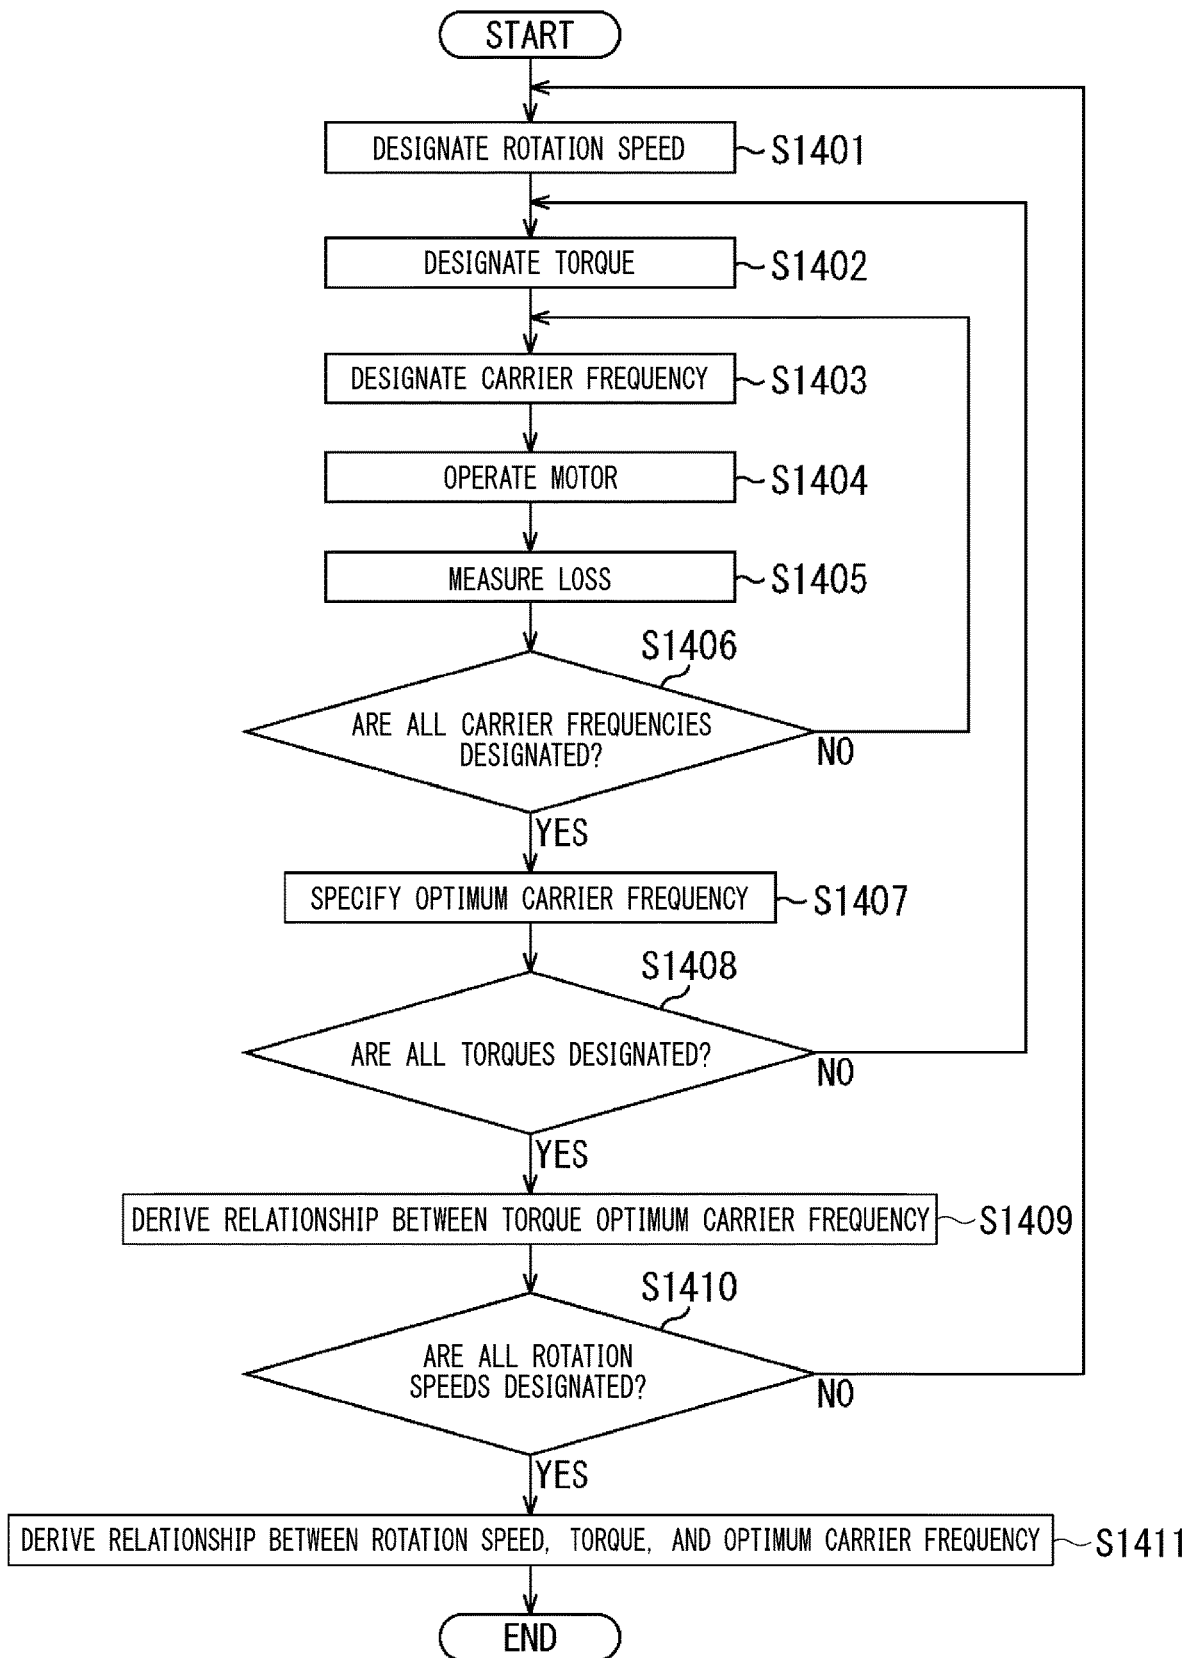 START
DESIGNATE ROTATION SPEED
S1401
DESIGNATE TORQUE
S1402
DESIGNATE CARRIER FREQUENCY
S1403
OPERATE MOTOR
S1404
MEASURE LOSS
S1405
S1406
ARE ALL CARRIER FREQUENCIES
DESIGNATED?
NO
YES
SPECIFY OPTIMUM CARRIER FREQUENCY
S1407
S1408
ARE ALL TORQUES DESIGNATED?
NO
YES
DERIVE RELATIONSHIP BETWEEN TORQUE OPTIMUM CARRIER FREQUENCY
S1409
S1410
ARE ALL ROTATION
SPEEDS DESIGNATED?
NO
YES
DERIVE RELATIONSHIP BETWEEN ROTATION SPEED, TORQUE, AND OPTIMUM CARRIER FREQUENCY
S1411
END